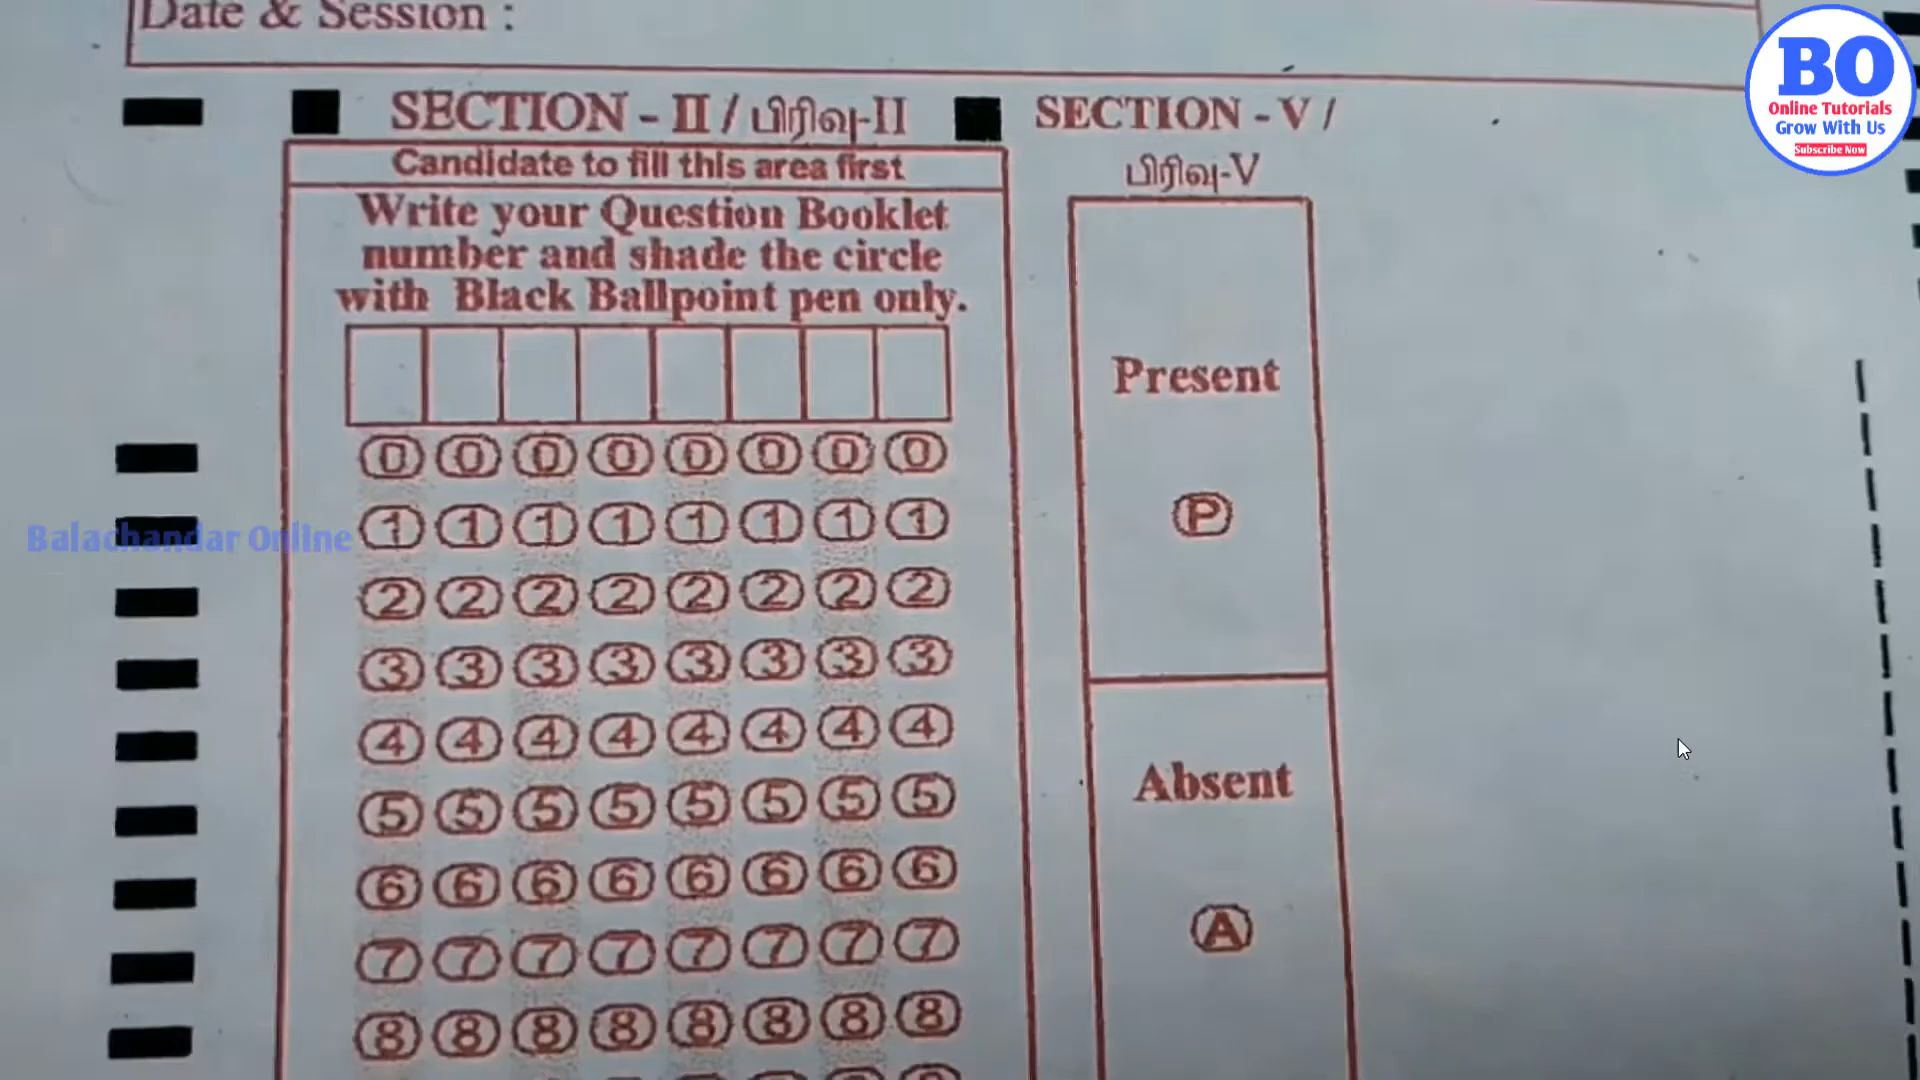 Date & Session :
SECTION - II / பிரிவு-II
Candidate to fill this area first
Write your Question Booklet
number and shade the circle
with Black Ballpoint pen only.
0 0 0 0 0 0 0 0
1 1 1 1 1 1 1 1
2 2 2 2 2 2 2 2
3 3 3 3 3 3 3 3
4 4 4 4 4 4 4 4
5 5 5 5 5 5 5 5
6 6 6 6 6 6 6 6
7 7 7 7 7 7 7 7
8 8 8 8 8 8 8 8
SECTION - V /
பிரிவு-V
Present
P
Absent
A
BO
Online Tutorials
Grow With Us
Subscribe Now
Balachandar Online